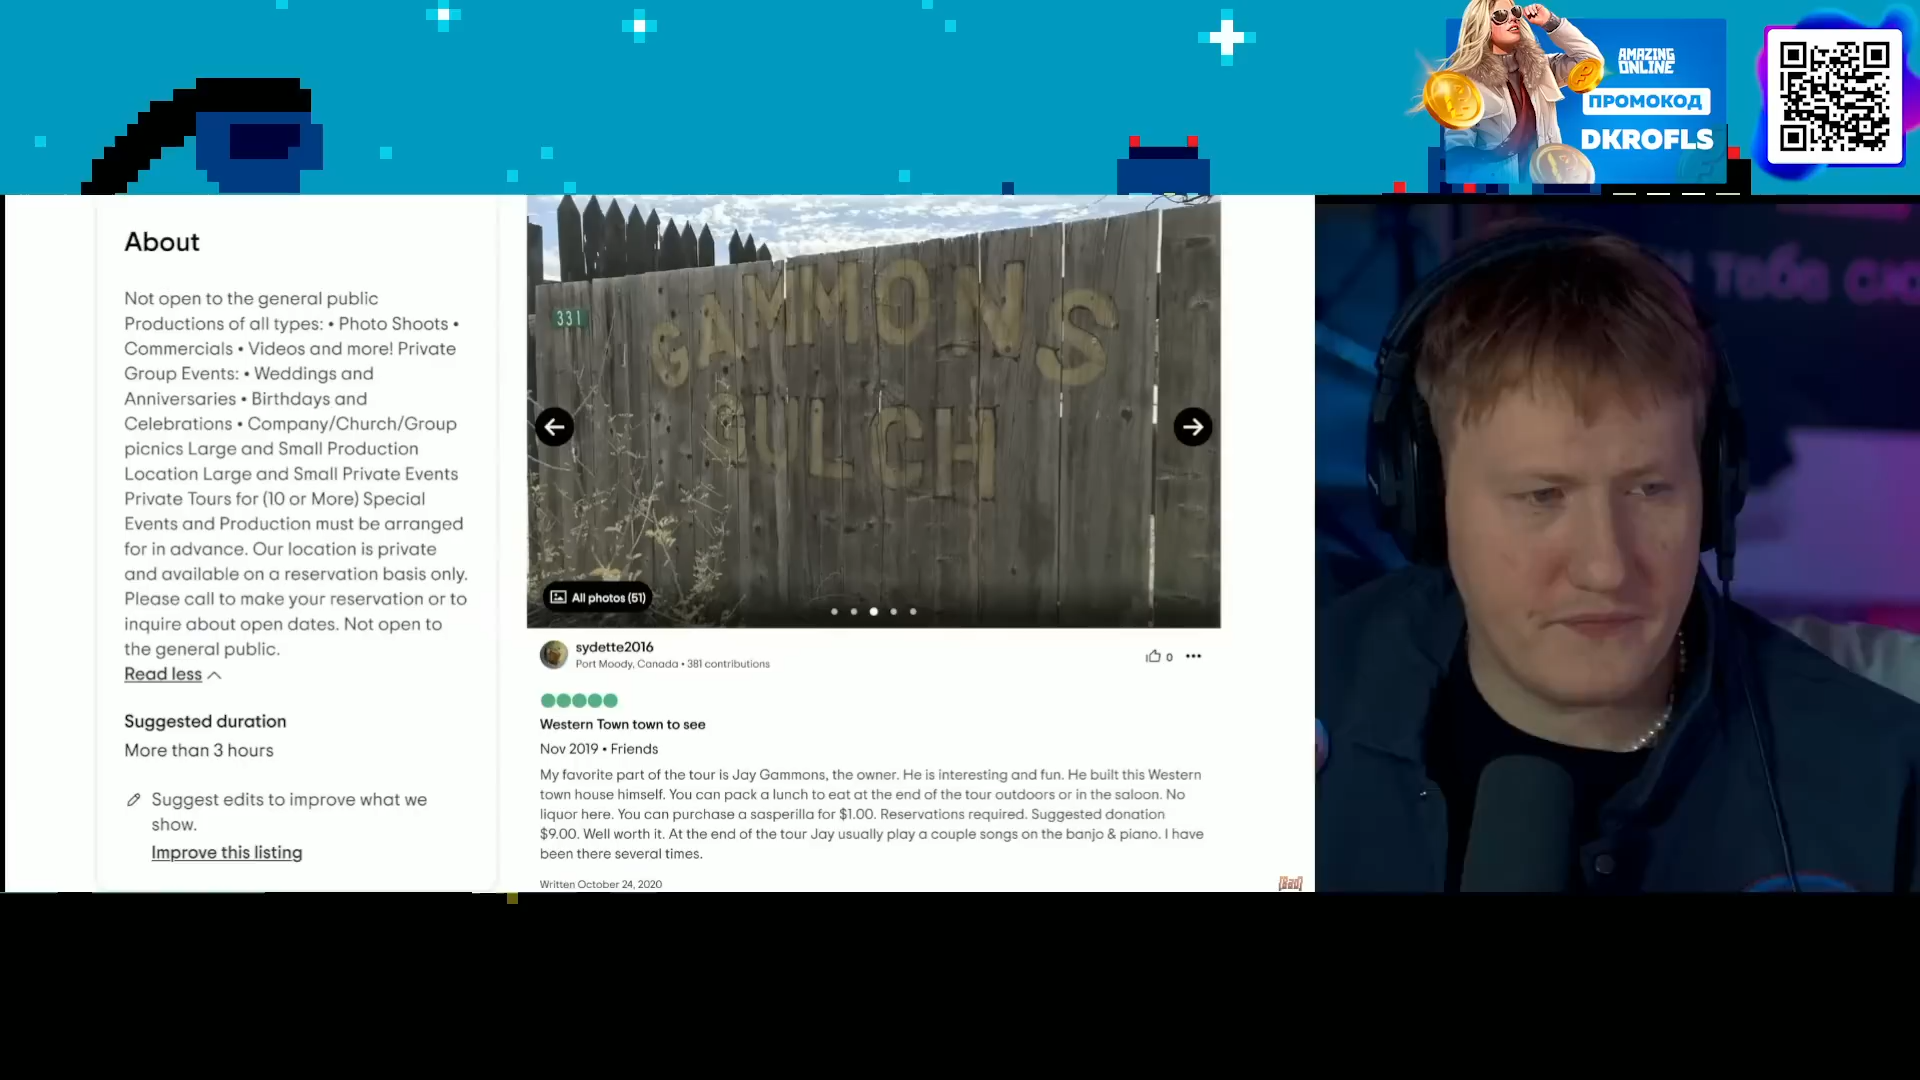 AMAZING
ONLINE
ПРОМОКОД
DKROFLS
About
Not open to the general public
Productions of all types: • Photo Shoots •
Commercials • Videos and more! Private
Group Events: • Weddings and
Anniversaries • Birthdays and
Celebrations • Company/Church/Group
picnics Large and Small Production
Location Large and Small Private Events
Private Tours for (10 or More) Special
Events and Production must be arranged
for in advance. Our location is private
and available on a reservation basis only.
Please call to make your reservation or to
inquire about open dates. Not open to
the general public.
Read less
Suggested duration
More than 3 hours
Suggest edits to improve what we
show.
Improve this listing
331
GAMMONS
GULCH
All photos (51)
sydette2016
Port Moody, Canada • 381 contributions
0
Western Town town to see
Nov 2019 • Friends
My favorite part of the tour is Jay Gammons, the owner. He is interesting and fun. He built this Western
town house himself. You can pack a lunch to eat at the end of the tour outdoors or in the saloon. No
liquor here. You can purchase a sasperilla for $1.00. Reservations required. Suggested donation
$9.00. Well worth it. At the end of the tour Jay usually play a couple songs on the banjo & piano. I have
been there several times.
Written October 24, 2020
тоба